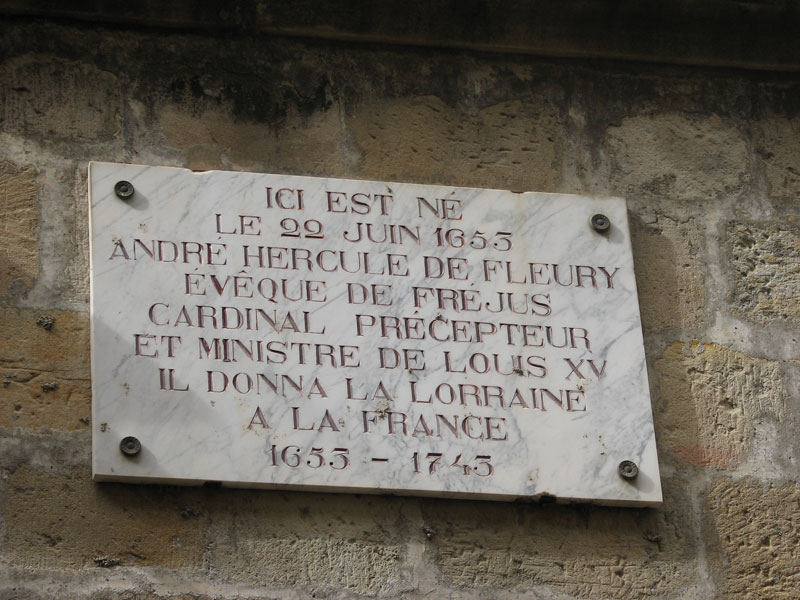 ICI EST NÉ
LE 22 JUIN 1653
ANDRÉ HERCULE DE FLEURY
ÉVÊQUE DE FRÉJUS
CARDINAL PRÉCEPTEUR
ET MINISTRE DE LOUIS XV
IL DONNA LA LORRAINE
A LA FRANCE
1653 - 1743